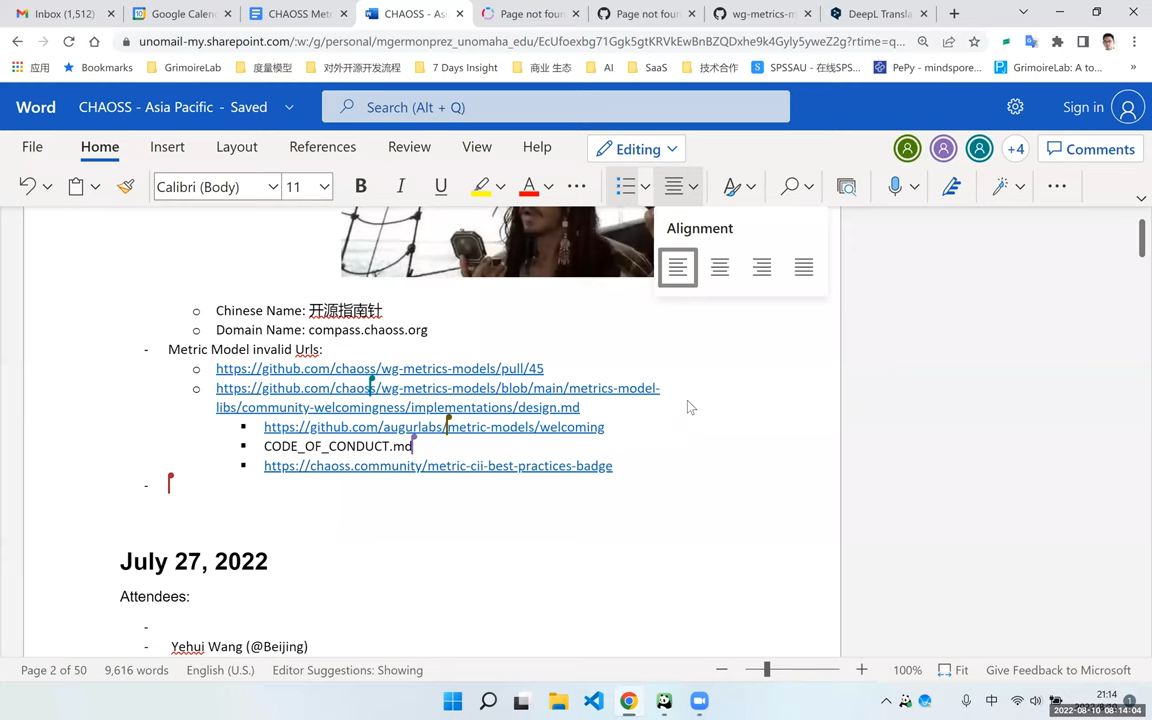 Inbox (1,512)
Google Calen
CHAOSS Met
CHAOSS - As
Page not foun
Page not foun
wg-metrics-m
DeepL Transla
unomail-my.sharepoint.com/:w:/g/personal/mgermonprez_unomaha_edu/EcUfoexbg71Ggk5gtKRVkEwBnBZQDxhe9k4Gyly5yweZ2g?rtime=q...
应用
Bookmarks
GrimoireLab
度量模型
对外开源开发流程
7 Days Insight
商业 生态
AI
SaaS
技术合作
SPSSAU - 在线SPS...
PePy - mindspore...
GrimoireLab: A to...
»
Word
CHAOSS - Asia Pacific - Saved
Search (Alt + Q)
Sign in
File
Home
Insert
Layout
References
Review
View
Help
Editing
+4
Comments
Calibri (Body)
11
B
I
U
A
Alignment
Chinese Name: 开源指南针
Domain Name: compass.chaoss.org
- Metric Model invalid Urls:
https://github.com/chaoss/wg-metrics-models/pull/45
https://github.com/chaoss/wg-metrics-models/blob/main/metrics-model-
libs/community-welcomingness/implementations/design.md
https://github.com/augurlabs/metric-models/welcoming
CODE_OF_CONDUCT.md
https://chaoss.community/metric-cii-best-practices-badge
-
July 27, 2022
Attendees:
-
- Yehui Wang (@Beijing)
Page 2 of 50
9,616 words
English (U.S.)
Editor Suggestions: Showing
100%
Fit
Give Feedback to Microsoft
中
21:14
2022-08-10 08:14:04